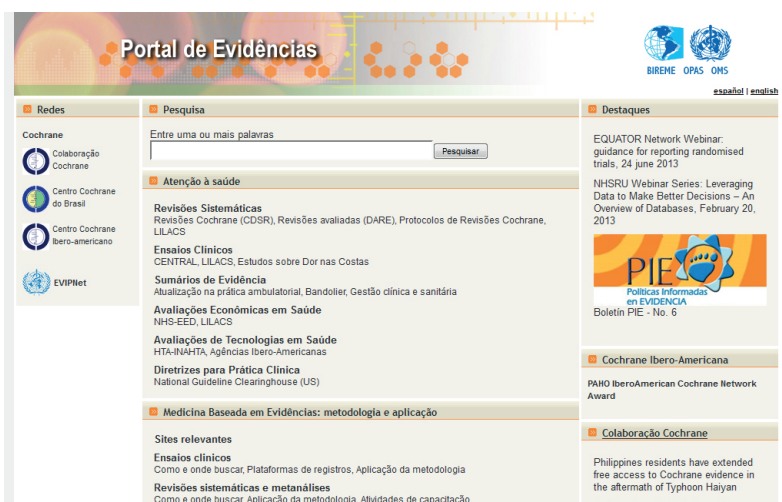 Portal de Evidências
BIREME OPAS OMS
español | english
Redes
Cochrane
Colaboração
Cochrane
Centro Cochrane
do Brasil
Centro Cochrane
Ibero-americano
EVIPNet
Pesquisa
Entre uma ou mais palavras
Pesquisar
Atenção à saúde
Revisões Sistemáticas
Revisões Cochrane (CDSR), Revisões avaliadas (DARE), Protocolos de Revisões Cochrane,
LILACS
Ensaios Clínicos
CENTRAL, LILACS, Estudos sobre Dor nas Costas
Sumários de Evidência
Atualização na prática ambulatorial, Bandolier, Gestão clínica e sanitária
Avaliações Econômicas em Saúde
NHS-EED, LILACS
Avaliações de Tecnologias em Saúde
HTA-INAHTA, Agências Ibero-Americanas
Diretrizes para Prática Clínica
National Guideline Clearinghouse (US)
Medicina Baseada em Evidências: metodologia e aplicação
Sites relevantes
Ensaios clínicos
Como e onde buscar, Plataformas de registros, Aplicação da metodologia
Revisões sistemáticas e metanálises
Como e onde buscar, Aplicação da metodologia, Atividades de capacitação
Destaques
EQUATOR Network Webinar:
guidance for reporting randomised
trials, 24 june 2013
NHSRU Webinar Series: Leveraging
Data to Make Better Decisions – An
Overview of Databases, February 20,
2013
PIE
Políticas Informadas
en EVIDENCIA
Boletín PIE - No. 6
Cochrane Ibero-Americana
PAHO IberoAmerican Cochrane Network
Award
Colaboração Cochrane
Philippines residents have extended
free access to Cochrane evidence in
the aftermath of Typhoon Haiyan